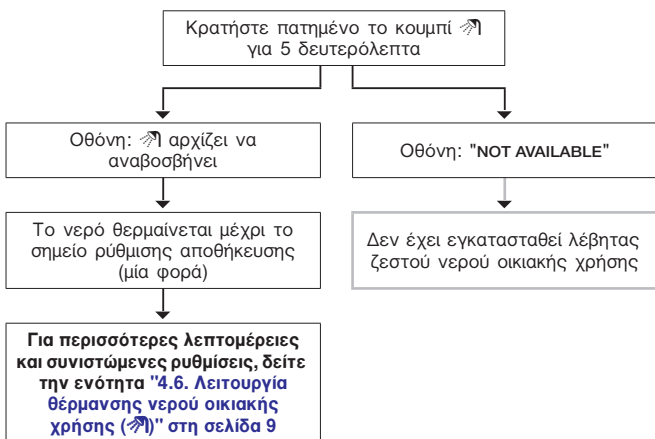 Κρατήστε πατημένο το κουμπί
για 5 δευτερόλεπτα
Οθόνη: αρχίζει να
αναβοσβήνει
Οθόνη: "NOT AVAILABLE"
Το νερό θερμαίνεται μέχρι το
σημείο ρύθμισης αποθήκευσης
(μία φορά)
Δεν έχει εγκατασταθεί λέβητας
ζεστού νερού οικιακής χρήσης
Για περισσότερες λεπτομέρειες
και συνιστώμενες ρυθμίσεις, δείτε
την ενότητα "4.6. Λειτουργία
θέρμανσης νερού οικιακής
χρήσης ()" στη σελίδα 9